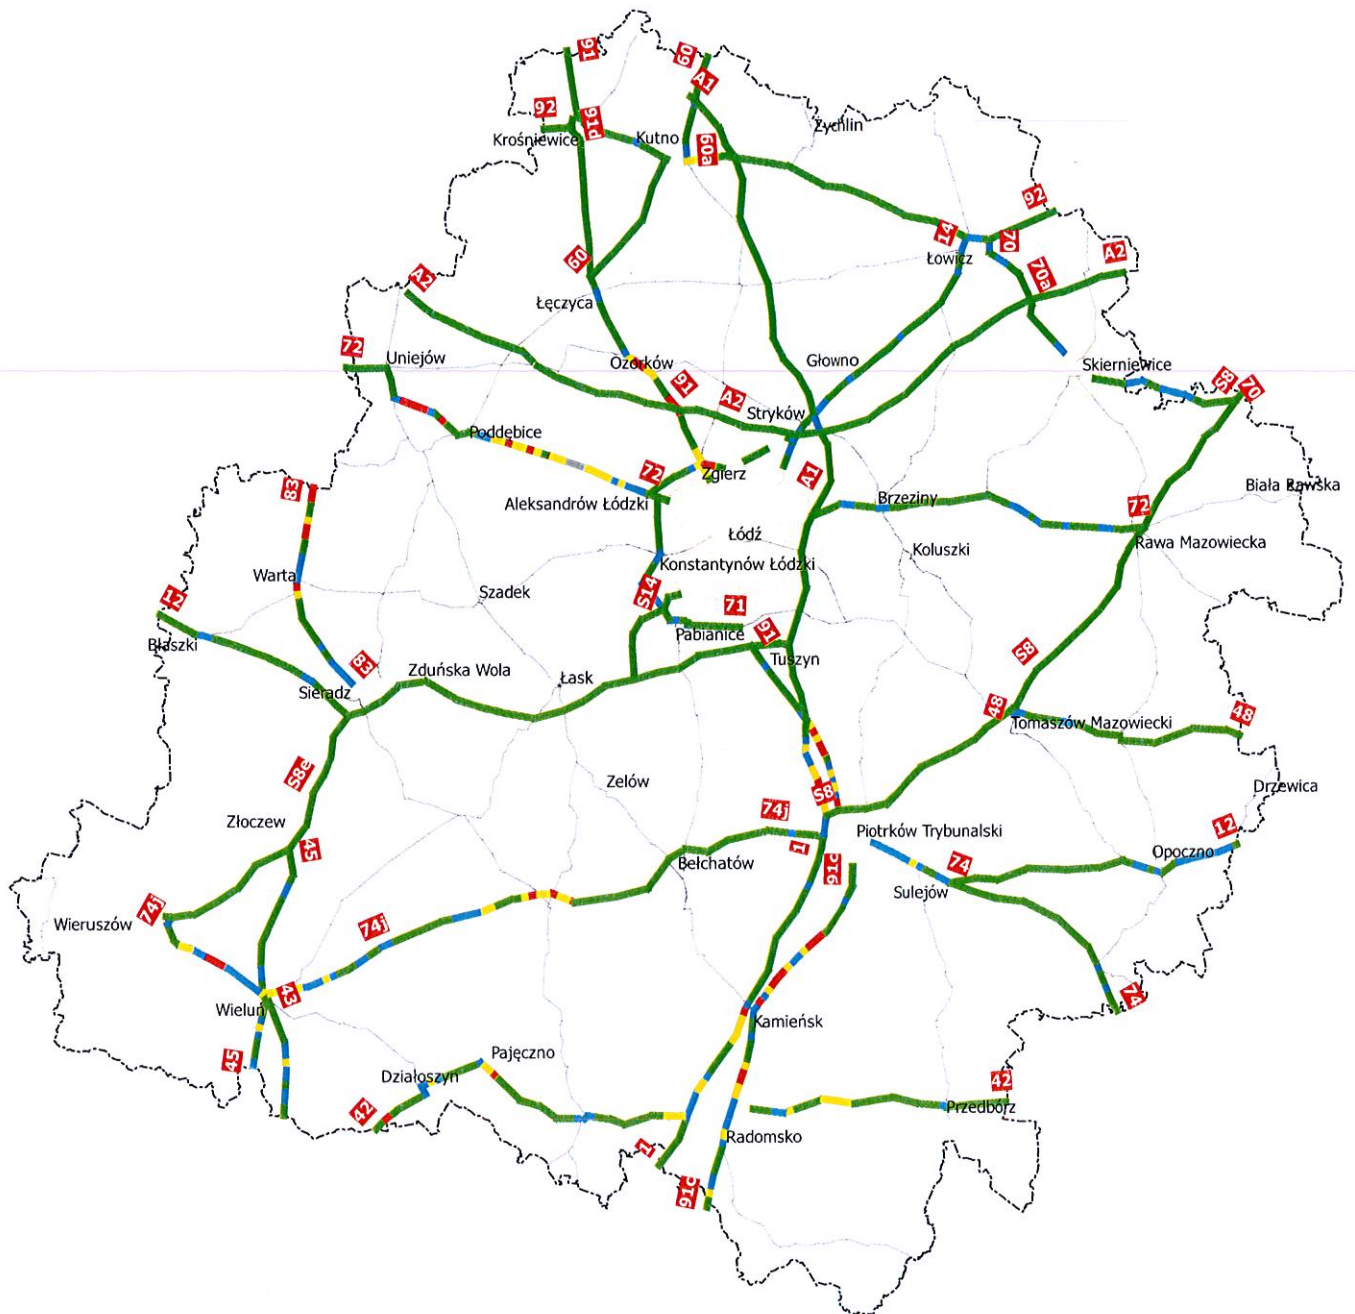 91
60
A1
92
91d
Krośniewice
Kutno
60a
Żychlin
92
14
70
Łowicz
A2
60
70a
A2
Łęczyca
72
Uniejów
Ozorków
Głowno
Skierniewice
91
A2
S8
70
Stryków
Poddębice
72
Zgierz
A1
83
Aleksandrów Łódzki
Brzeziny
72
Biała Rawska
Łódź
Koluszki
Rawa Mazowiecka
Konstantynów Łódzki
Warta
Szadek
S14
71
12
Pabianice
91
Błaszki
83
Zduńska Wola
Łask
Tuszyn
S8
Sieradz
48
Tomaszów Mazowiecki
48
S8e
Zelów
S8
Drzewica
74j
Złoczew
45
1
Piotrków Trybunalski
12
Bełchatów
91c
74
Opoczno
Sulejów
74j
Wieruszów
74j
43
74
Wieluń
Kamieńsk
45
Pajęczno
Działoszyn
42
42
Przedbórz
1
Radomsko
91c